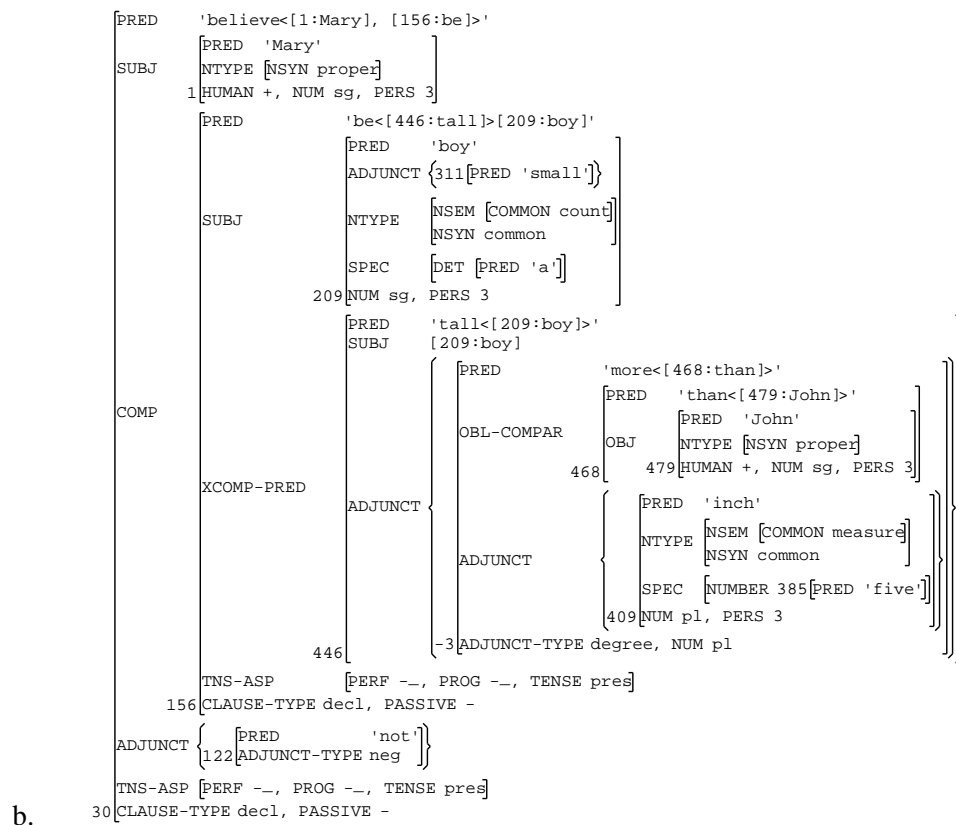 PRED 'believe<[1:Mary], [156:be]>'
PRED 'Mary'
SUBJ NTYPE [NSYN proper]
1 HUMAN +, NUM sg, PERS 3
PRED 'be<[446:tall]>[209:boy]'
PRED 'boy'
ADJUNCT {311[PRED 'small']}
NSEM [COMMON count]
SUBJ NTYPE
NSYN common
SPEC [DET [PRED 'a']]
209 NUM sg, PERS 3
PRED 'tall<[209:boy]>'
SUBJ [209:boy]
PRED 'more<[468:than]>'
PRED 'than<[479:John]>'
COMP PRED 'John'
OBL-COMPAR OBJ NTYPE [NSYN proper]
468 479 HUMAN +, NUM sg, PERS 3
XCOMP-PRED
ADJUNCT PRED 'inch'
NSEM [COMMON measure]
NTYPE
NSYN common
ADJUNCT
SPEC [NUMBER 385[PRED 'five']]
409 NUM pl, PERS 3
446 -3 ADJUNCT-TYPE degree, NUM pl
TNS-ASP [PERF -_, PROG -_, TENSE pres]
156 CLAUSE-TYPE decl, PASSIVE -
PRED 'not'
ADJUNCT
122 ADJUNCT-TYPE neg
TNS-ASP [PERF -_, PROG -_, TENSE pres]
b. 30 CLAUSE-TYPE decl, PASSIVE -